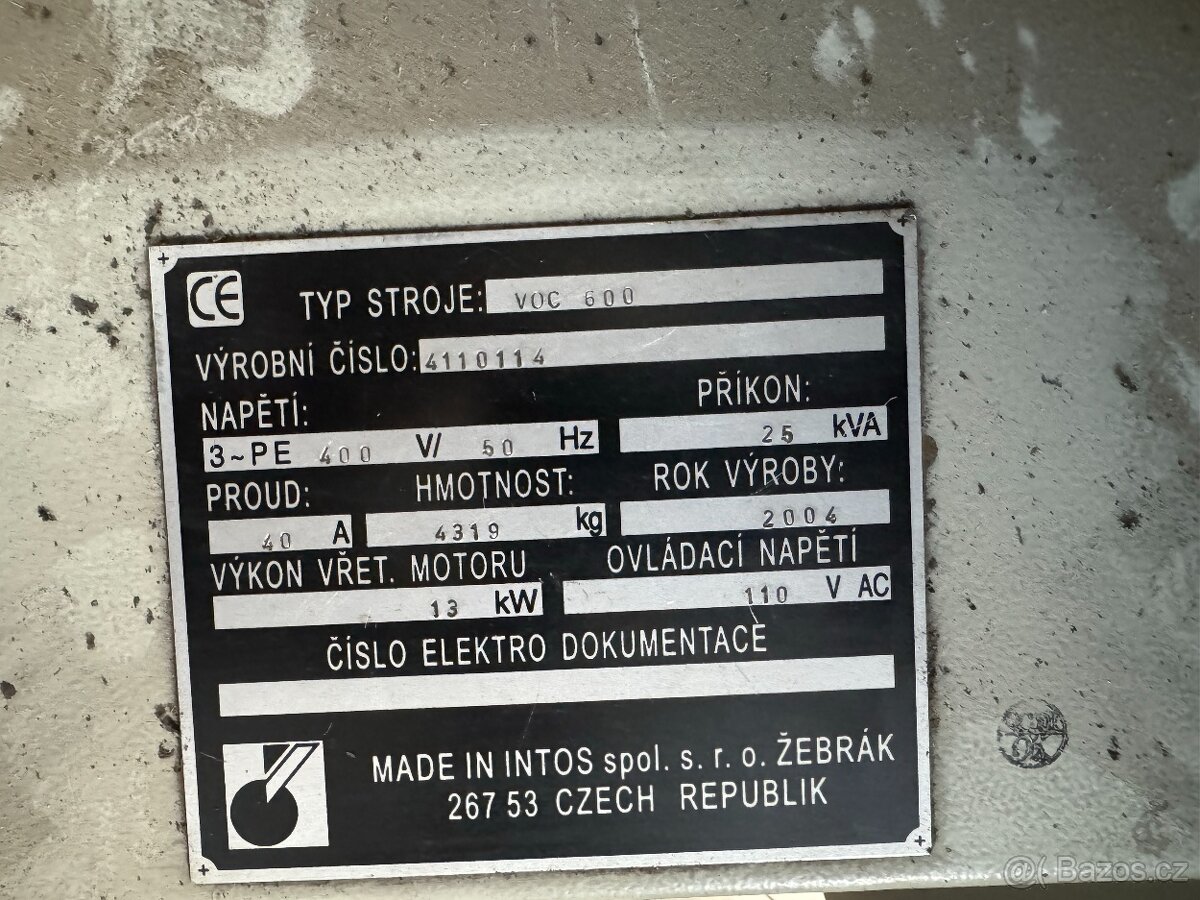 CE
TYP STROJE: VOC 600
VÝROBNÍ ČÍSLO: 4110114
NAPĚTÍ:
PŘÍKON:
3~PE 400 V/ 50 Hz
25 kVA
PROUD:
HMOTNOST:
ROK VÝROBY:
40 A
4319 kg
2004
VÝKON VŘET. MOTORU
OVLÁDACÍ NAPĚTÍ
13 kW
110 V AC
ČÍSLO ELEKTRO DOKUMENTACE
MADE IN INTOS spol. s. r. o. ŽEBRÁK
267 53 CZECH REPUBLIK
Bazos.cz